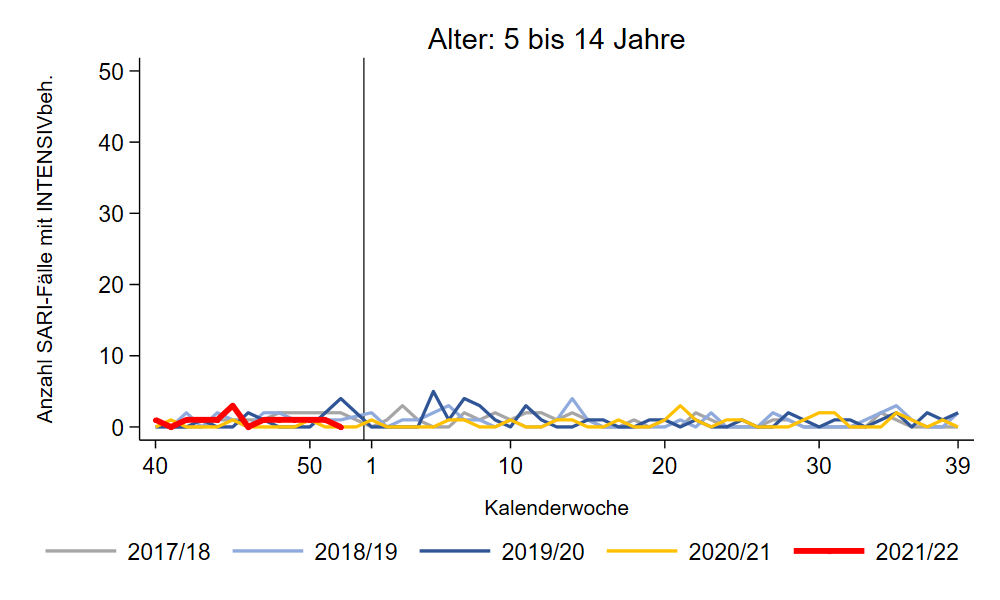 Alter: 5 bis 14 Jahre
Anzahl SARI-Fälle mit INTENSIVbeh.
50
40
30
20
10
0
40 50 1 10 20 30 39
Kalenderwoche
2017/18 2018/19 2019/20 2020/21 2021/22